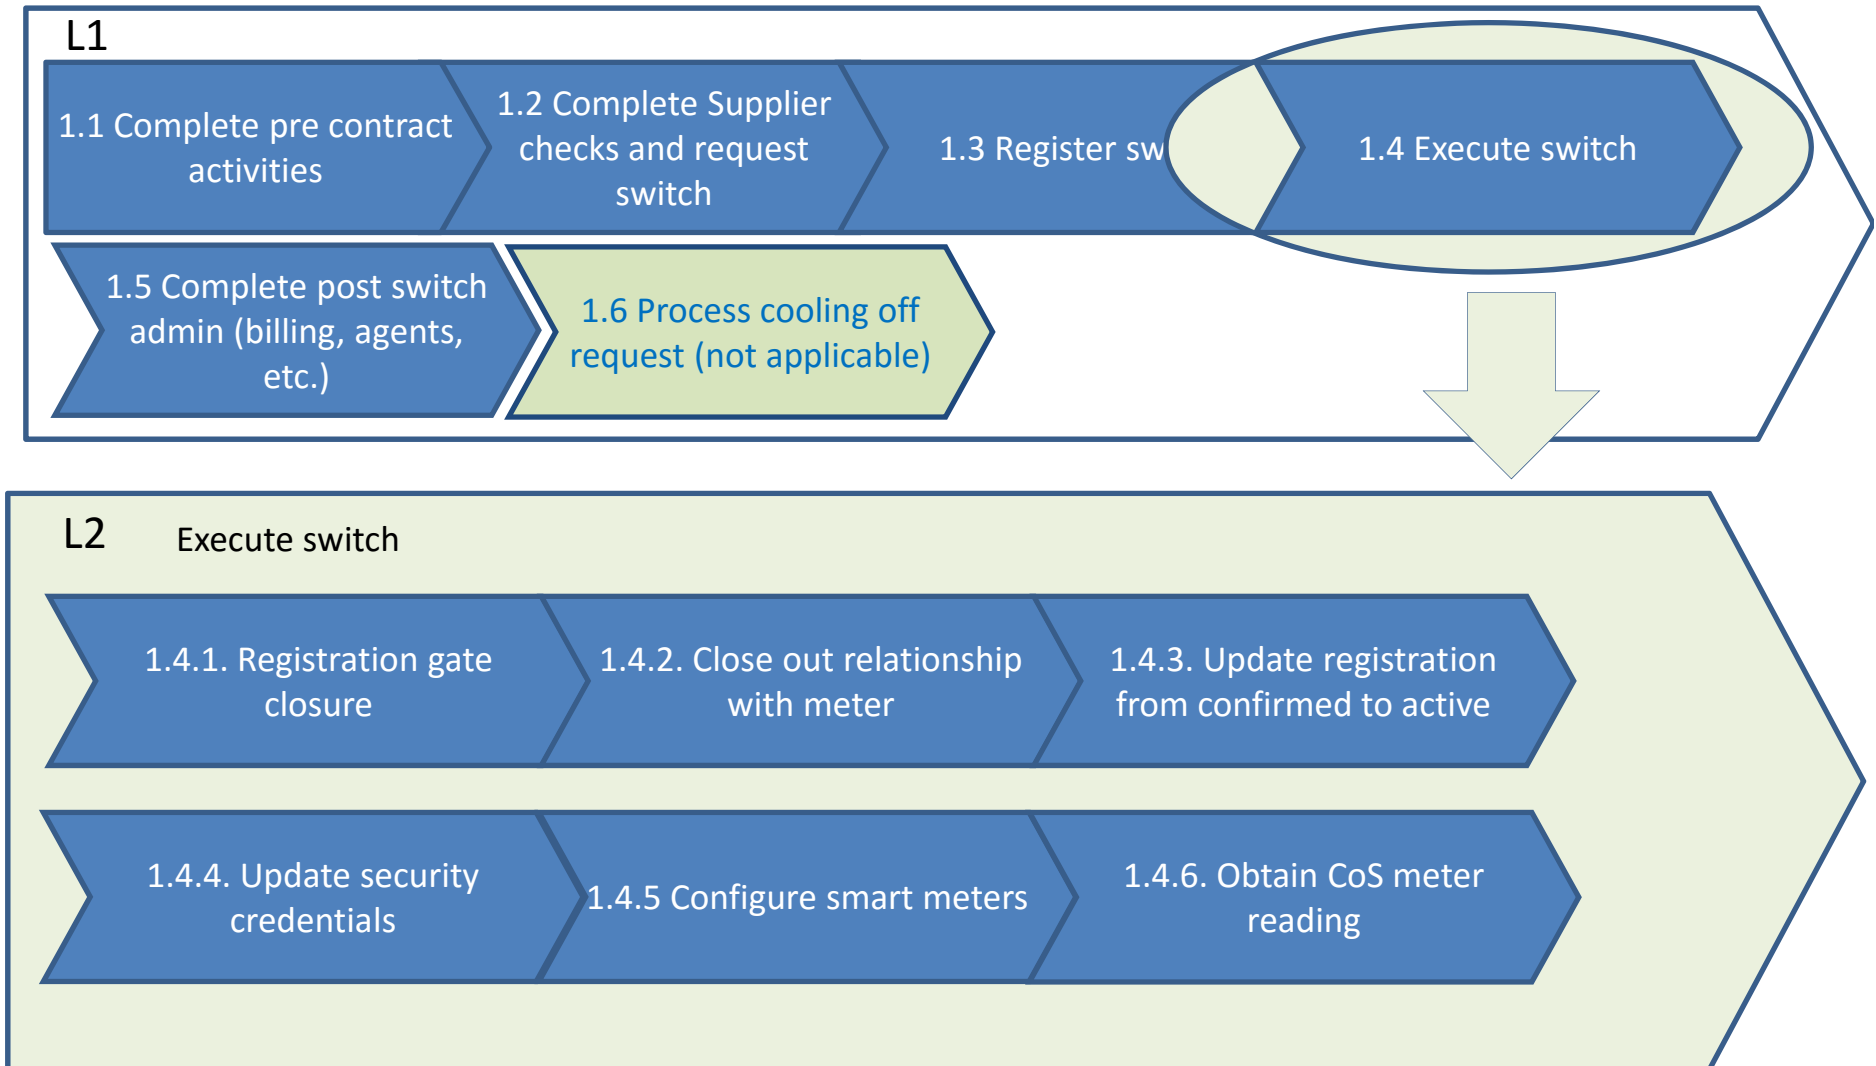 L1
1.1 Complete pre contract
activities
1.2 Complete Supplier
checks and request
switch
1.3 Register sw
1.4 Execute switch
1.5 Complete post switch
admin (billing, agents,
etc.)
1.6 Process cooling off
request (not applicable)
L2
Execute switch
1.4.1. Registration gate
closure
1.4.2. Close out relationship
with meter
1.4.3. Update registration
from confirmed to active
1.4.4. Update security
credentials
1.4.5 Configure smart meters
1.4.6. Obtain CoS meter
reading